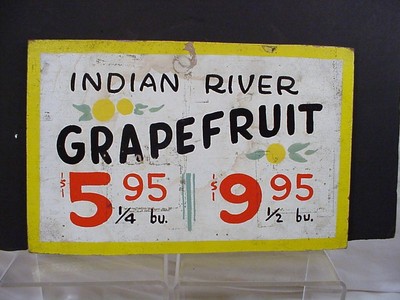 INDIAN RIVER
GRAPEFRUIT
$5 95 $9 95
1/4 bu. 1/2 bu.